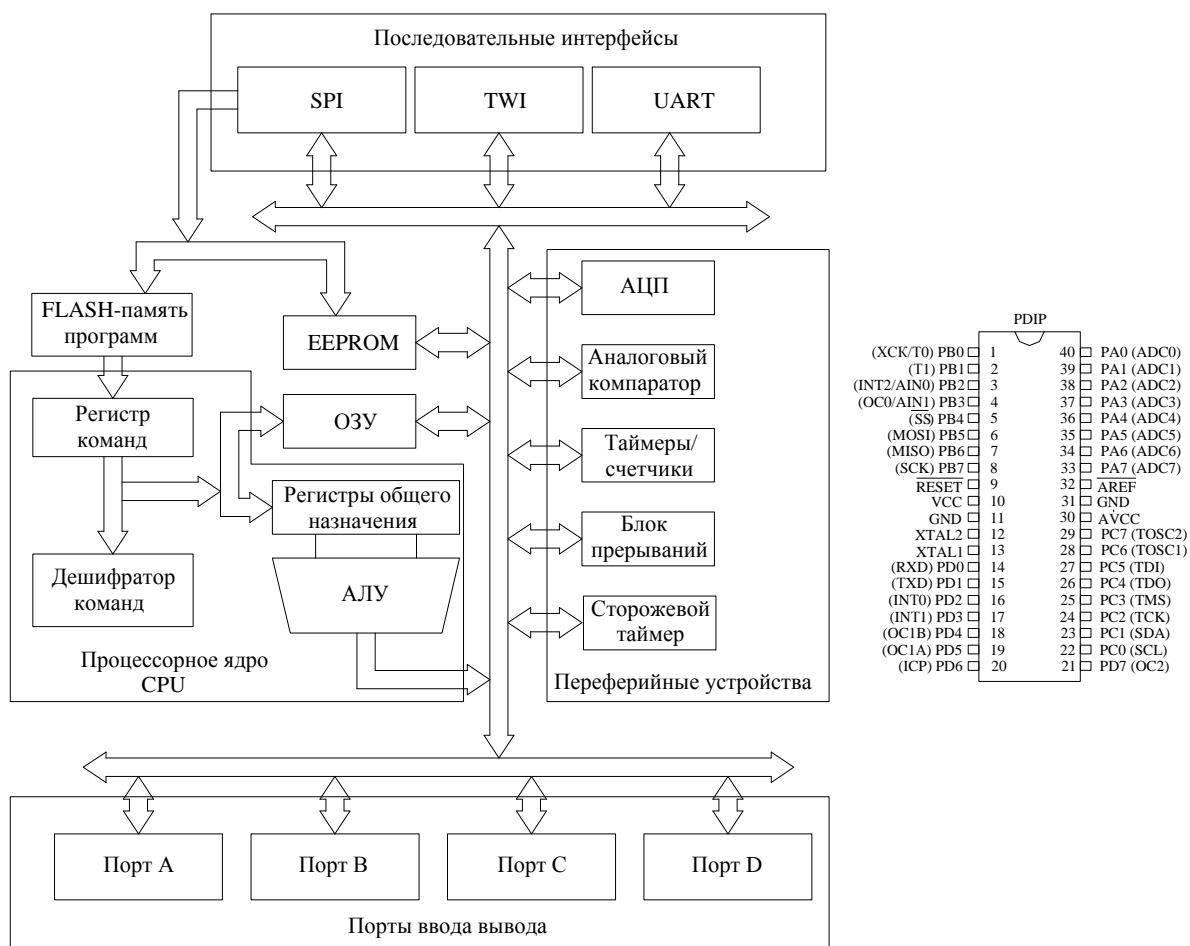 Последовательные интерфейсы
SPI
TWI
UART
FLASH-память
программ
EEPROM
Регистр
команд
ОЗУ
Регистры общего
назначения
Дешифратор
команд
АЛУ
Процессорное ядро
CPU
АЦП
Аналоговый
компаратор
Таймеры/
счетчики
Блок
прерываний
Сторожевой
таймер
Переферийные устройства
Порт А
Порт В
Порт С
Порт D
Порты ввода вывода
PDIP
(XCK/T0) PB0 1 40 PA0 (ADC0)
(T1) PB1 2 39 PA1 (ADC1)
(INT2/AIN0) PB2 3 38 PA2 (ADC2)
(OC0/AIN1) PB3 4 37 PA3 (ADC3)
(SS) PB4 5 36 PA4 (ADC4)
(MOSI) PB5 6 35 PA5 (ADC5)
(MISO) PB6 7 34 PA6 (ADC6)
(SCK) PB7 8 33 PA7 (ADC7)
RESET 9 32 AREF
VCC 10 31 GND
GND 11 30 AVCC
XTAL2 12 29 PC7 (TOSC2)
XTAL1 13 28 PC6 (TOSC1)
(RXD) PD0 14 27 PC5 (TDI)
(TXD) PD1 15 26 PC4 (TDO)
(INT0) PD2 16 25 PC3 (TMS)
(INT1) PD3 17 24 PC2 (TCK)
(OC1B) PD4 18 23 PC1 (SDA)
(OC1A) PD5 19 22 PC0 (SCL)
(ICP) PD6 20 21 PD7 (OC2)